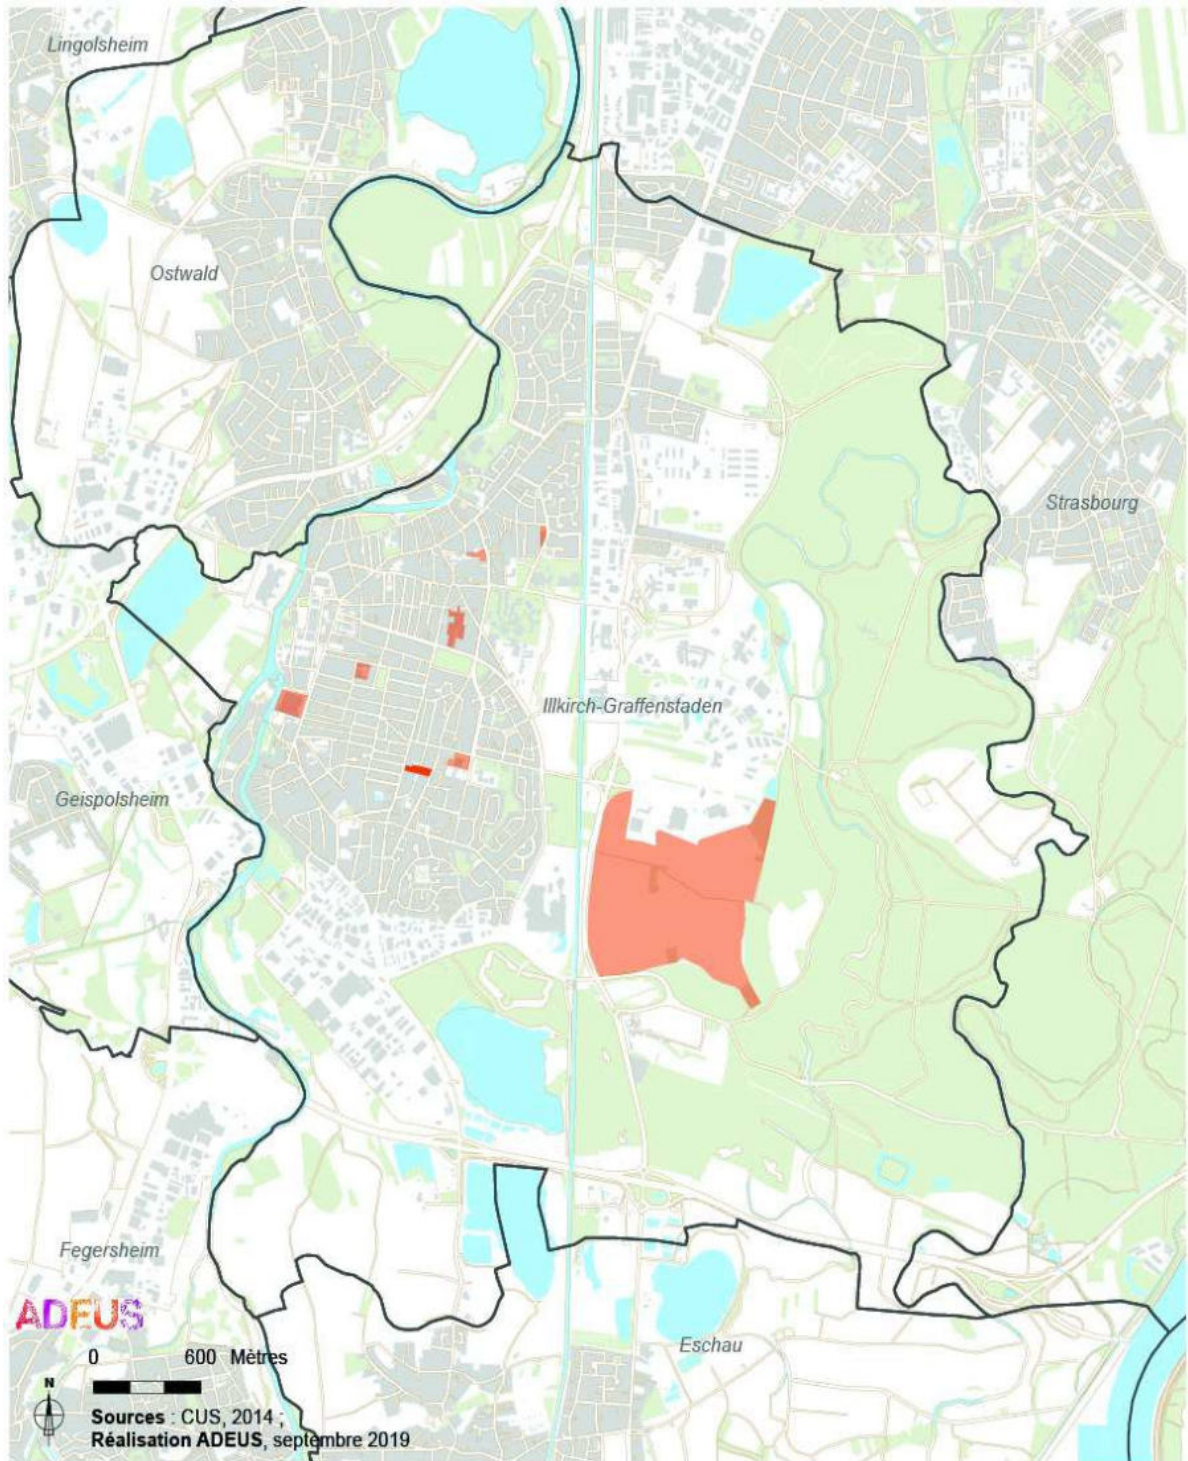 Lingolsheim
Ostwald
Strasbourg
Illkirch-Graffenstaden
Geispolsheim
Fegersheim
ADEUS
Eschau
0 600 Mètres
N
Sources : CUS, 2014 ;
Réalisation ADEUS, septembre 2019